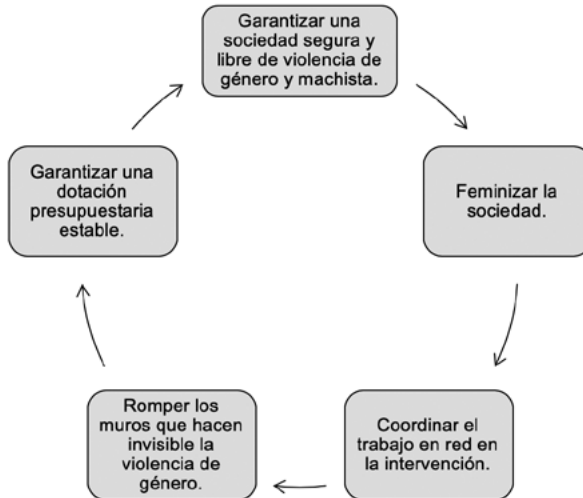 Garantizar una
sociedad segura y
libre de violencia de
género y machista.
Feminizar la
sociedad.
Coordinar el
trabajo en red en
la intervención.
Romper los
muros que hacen
invisible la
violencia de
género.
Garantizar una
dotación
presupuestaria
estable.